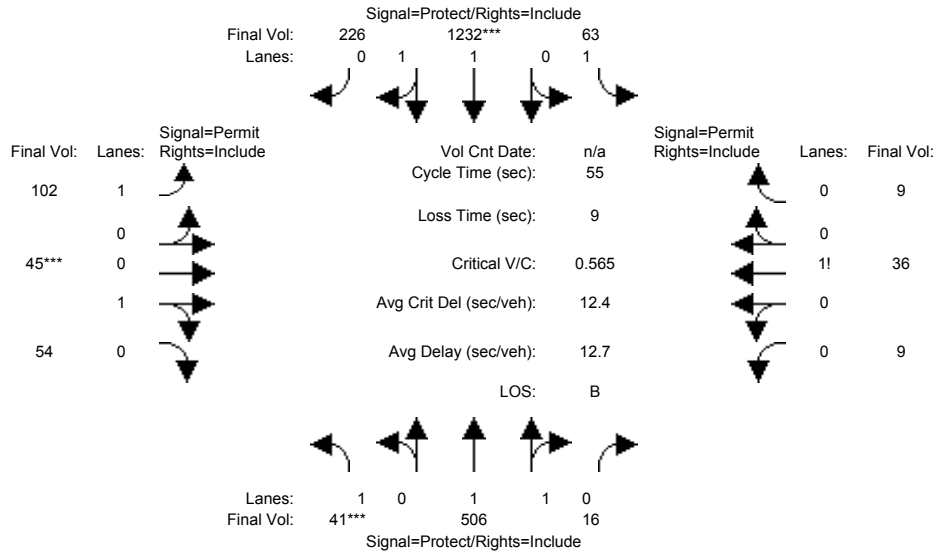 Signal=Protect/Rights=Include
Final Vol: 226 1232*** 63
Lanes: 0 1 1 0 1
Signal=Permit Signal=Permit
Final Vol: Lanes: Rights=Include Vol Cnt Date: n/a Rights=Include Lanes: Final Vol:
Cycle Time (sec): 55
102 1 0 9
Loss Time (sec): 9
0 0
45*** 0 Critical V/C: 0.565 1! 36
1 Avg Crit Del (sec/veh): 12.4 0
54 0 Avg Delay (sec/veh): 12.7 0 9
LOS: B
Lanes: 1 0 1 1 0
Final Vol: 41*** 506 16
Signal=Protect/Rights=Include